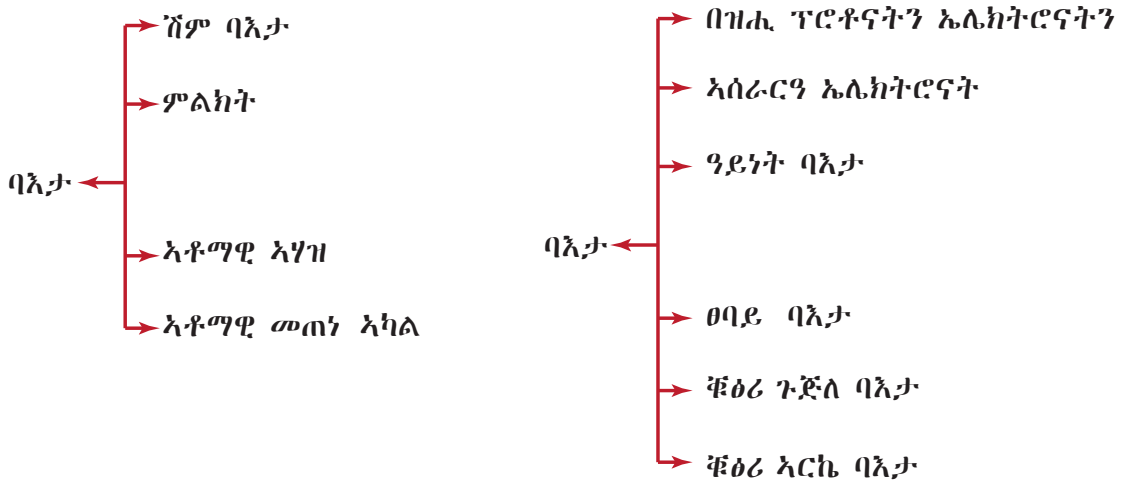 ሽም ባእታ
ምልክት
ባእታ
ኣቶማዊ ኣሃዝ
ኣቶማዊ መጠነ ኣካል
በዝሒ ፕሮቶናትን ኤሌክትሮናትን
ኣሰራርዓ ኤሌክትሮናት
ዓይነት ባእታ
ባእታ
ፀባይ ባእታ
ቑፅሪ ጉጅለ ባእታ
ቑፅሪ ኣርኬ ባእታ